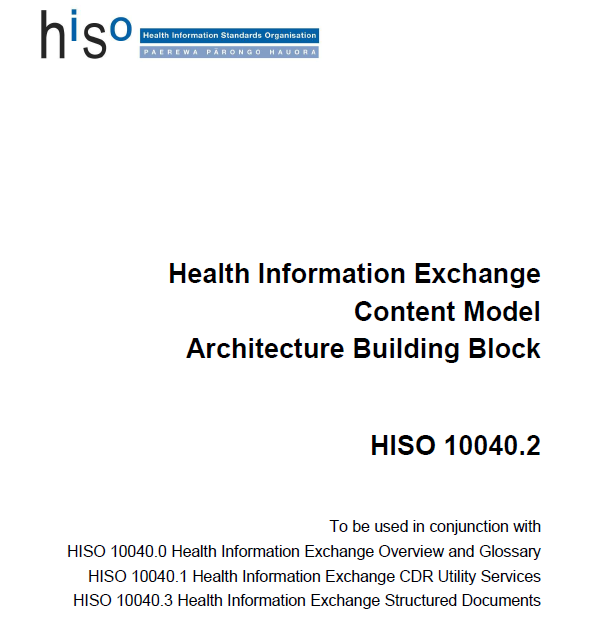 hiso
Health Information Standards Organisation
PAEREWA PĀRONGO HAUORA
Health Information Exchange
Content Model
Architecture Building Block
HISO 10040.2
To be used in conjunction with
HISO 10040.0 Health Information Exchange Overview and Glossary
HISO 10040.1 Health Information Exchange CDR Utility Services
HISO 10040.3 Health Information Exchange Structured Documents